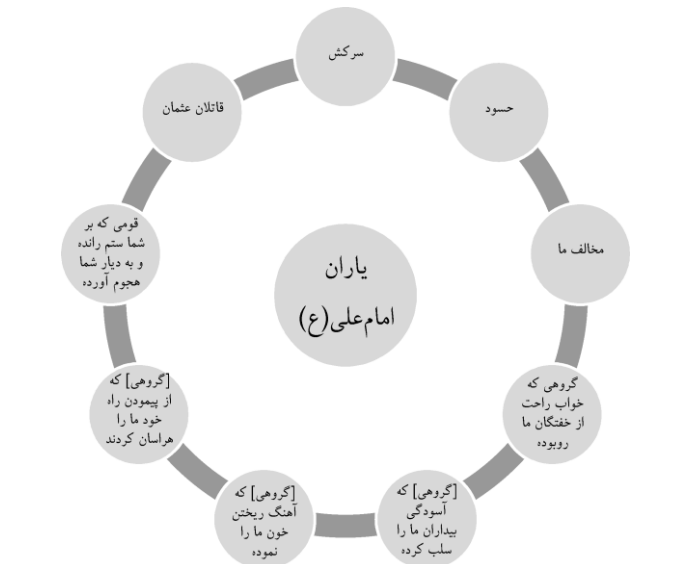 سرکش
حسود
مخالف ما
گروهی که
خواب راحت
از خفتگان ما
ربوده
[گروهی] که
آسودگی
بیداران ما را
سلب کرده
[گروهی] که
آهنگ ریختن
خون ما را
نموده
[گروهی] که
از پیمودن راه
خود ما را
هراسان کردند
قومی که بر
شما ستم رانده
و به دیار شما
هجوم آورده
قاتلان عثمان
یاران
امام‌علی(ع)